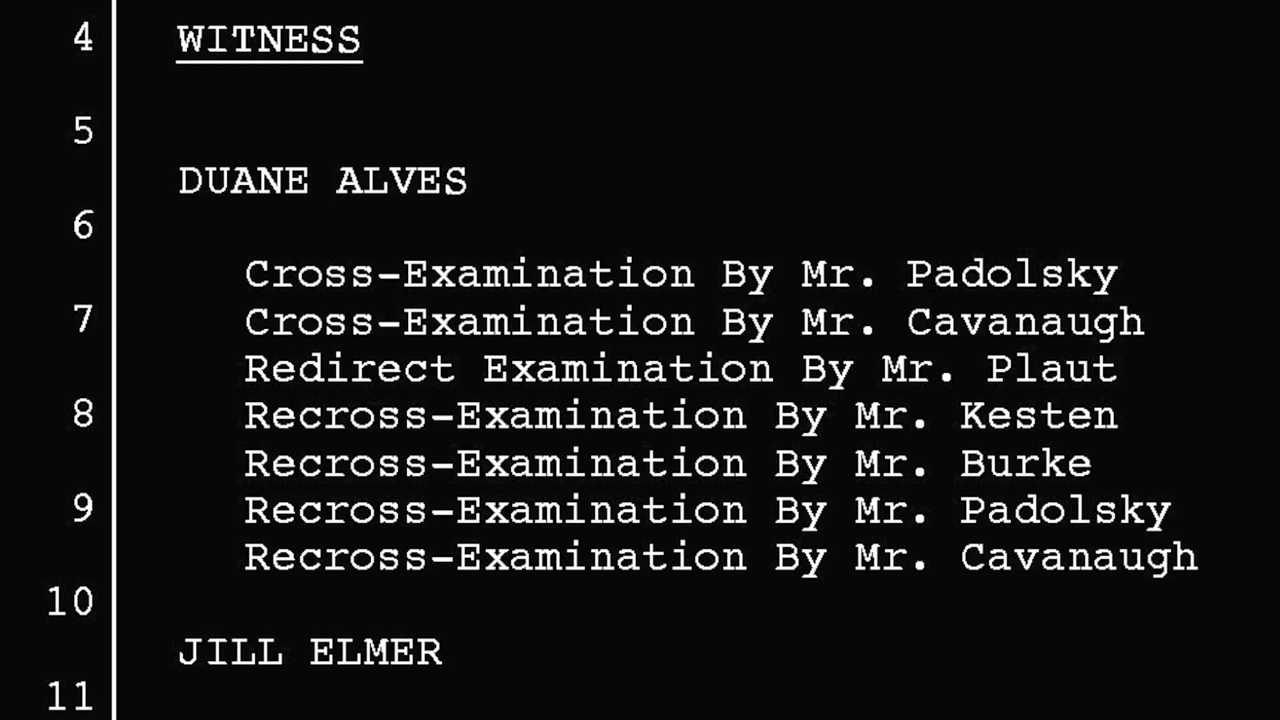 4 WITNESS
5
DUANE ALVES
6
Cross-Examination By Mr. Padolsky
7 Cross-Examination By Mr. Cavanaugh
Redirect Examination By Mr. Plaut
8 Recross-Examination By Mr. Kesten
Recross-Examination By Mr. Burke
9 Recross-Examination By Mr. Padolsky
Recross-Examination By Mr. Cavanaugh
10
JILL ELMER
11